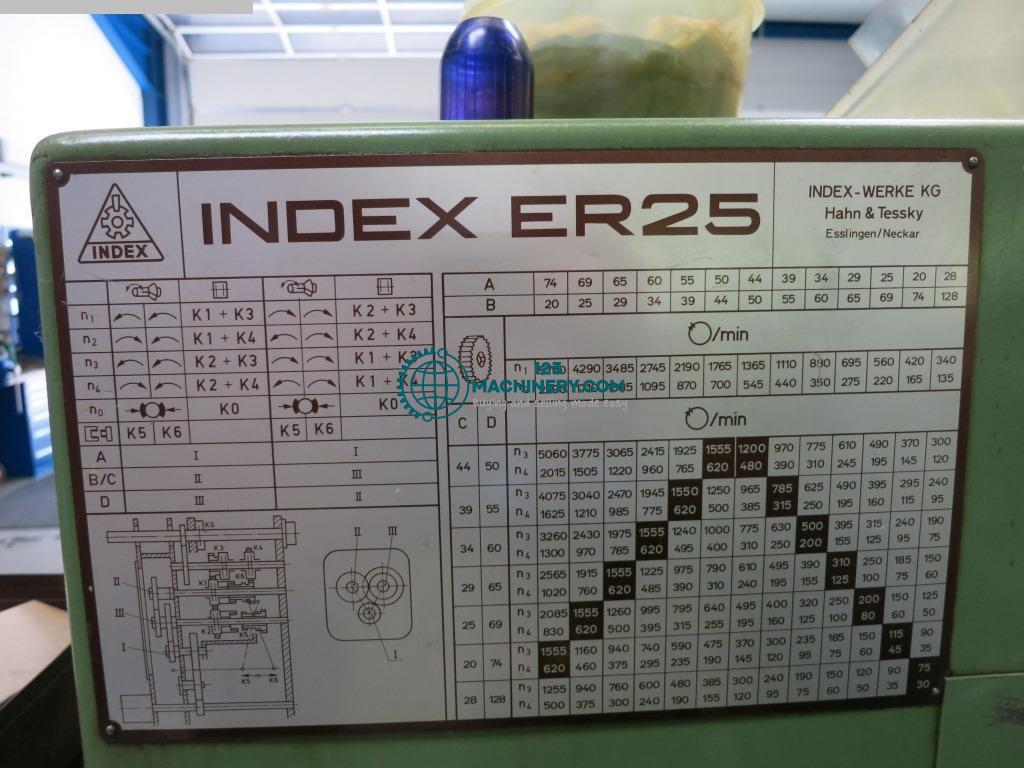 INDEX
INDEX ER25
INDEX-WERKE KG
Hahn & Tessky
Esslingen/Neckar
n1 K1 + K3 K2 + K3
n2 K1 + K4 K2 + K4
n3 K2 + K3 K1 + K3
n4 K2 + K4 K1 + K4
n0 K0 K0
K5 K6 K5 K6
A I I
B/C II III
D III II
A 74 69 65 60 55 50 44 39 34 29 25 20 28
B 20 25 29 34 39 44 50 55 60 65 69 74 128
/min
n1 4290 3485 2745 2190 1765 1365 1110 880 695 560 420 340
1095 870 700 545 440 350 275 220 165 135
123
MACHINERY.COM
Buying and selling made easy
C D /min
44 50 n3 5060 3775 3065 2415 1925 1555 1200 970 775 610 490 370 300
n4 2015 1505 1220 960 765 620 480 390 310 245 195 145 120
39 55 n3 4075 3040 2470 1945 1550 1250 965 785 625 490 395 295 240
n4 1625 1210 985 775 620 500 385 315 250 195 160 115 95
34 60 n3 3260 2430 1975 1555 1240 1000 775 630 500 395 315 240 190
n4 1300 970 785 620 495 400 310 250 200 155 125 95 75
29 65 n3 2565 1915 1555 1225 975 790 610 495 390 310 250 185 150
n4 1020 760 620 485 390 310 240 195 155 125 100 75 60
25 69 n3 2085 1555 1260 995 795 640 495 400 320 250 200 150 125
n4 830 620 500 395 315 255 195 160 125 100 80 60 50
20 74 n3 1555 1160 940 740 590 475 370 300 235 185 150 115 90
n4 620 460 375 295 235 190 145 120 95 75 60 45 35
28 128 n3 1255 940 760 600 480 385 300 240 190 150 120 90 75
n4 500 375 300 240 190 155 120 95 75 60 50 35 30
K0
K3 K4
K1 K6
K2 K5
K5 K6
II
III
I
II III
I